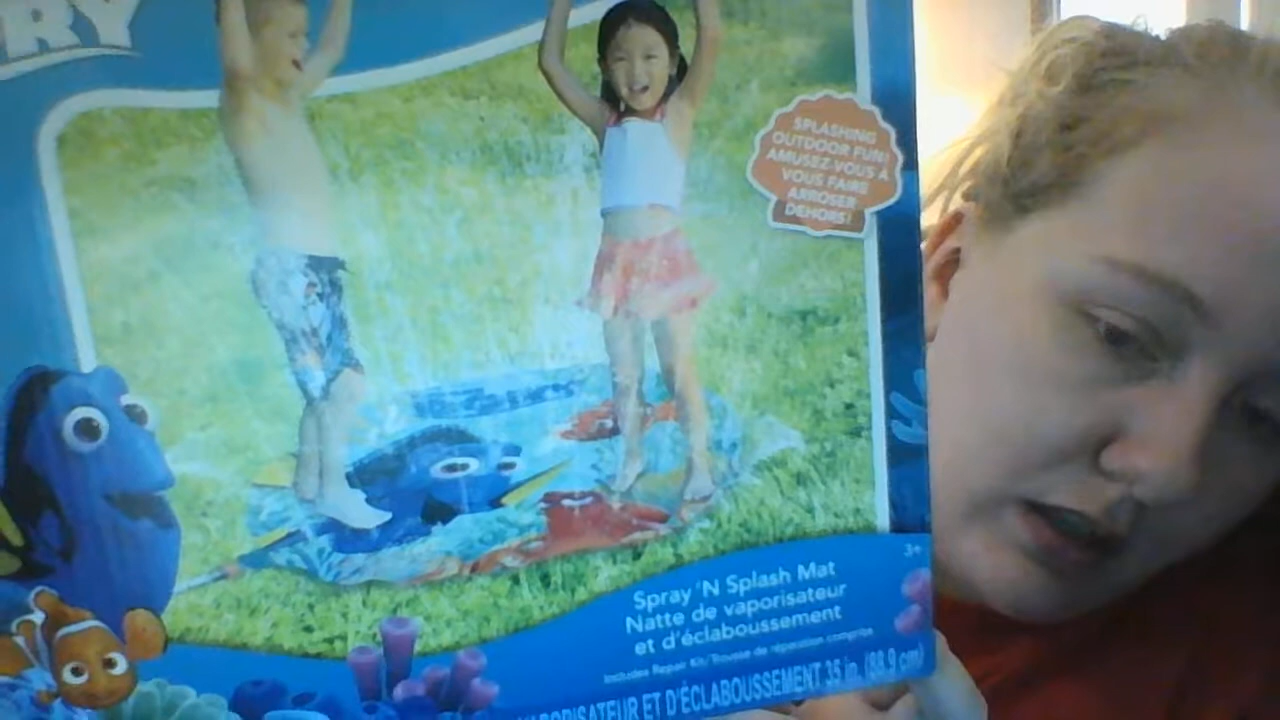 RY
SPLASHING
OUTDOOR FUN!
AMUSEZ-VOUS À
VOUS FAIRE
ARROSER
DEHORS!
3+
Spray 'N Splash Mat
Natte de vaporisateur
et d'éclaboussement
Includes Repair Kit/Trousse de réparation comprise
VAPORISATEUR ET D'ÉCLABOUSSEMENT 35 in. (88.9 cm)